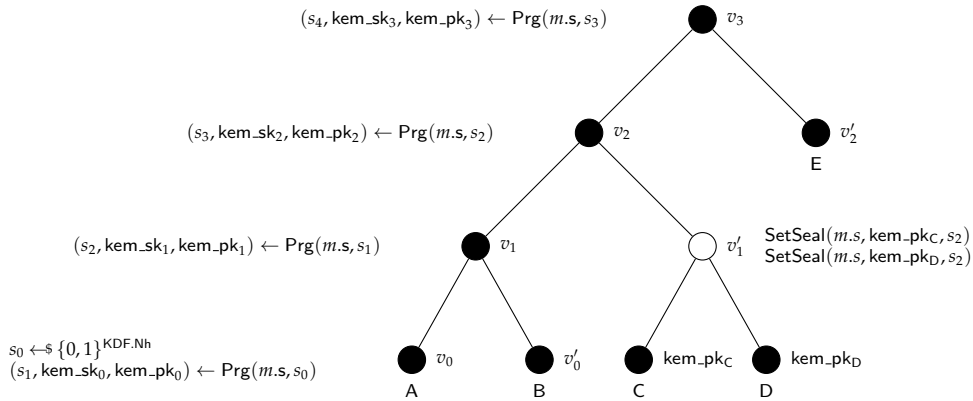 (s₄, kem_sk₃, kem_pk₃) ← Prg(m.s, s₃)
v₃
(s₃, kem_sk₂, kem_pk₂) ← Prg(m.s, s₂)
v₂
v′₂
E
(s₂, kem_sk₁, kem_pk₁) ← Prg(m.s, s₁)
v₁
v′₁
SetSeal(m.s, kem_pk_C, s₂)
SetSeal(m.s, kem_pk_D, s₂)
s₀ ←$ {0, 1}^KDF.Nh
(s₁, kem_sk₀, kem_pk₀) ← Prg(m.s, s₀)
v₀
v′₀
kem_pk_C
kem_pk_D
A
B
C
D